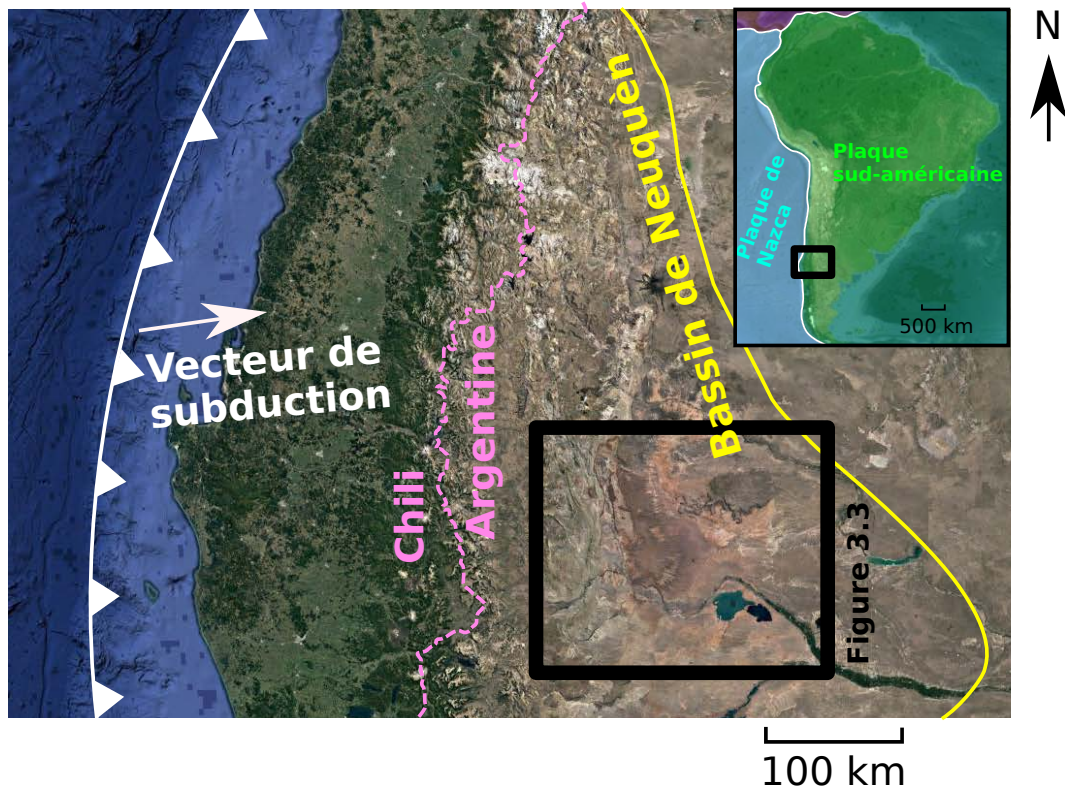 N
Plaque
sud-américaine
Plaque de
Nazca
500 km
Bassin de Neuquèn
Vecteur de
subduction
Chili
Argentine
Figure 3.3
100 km